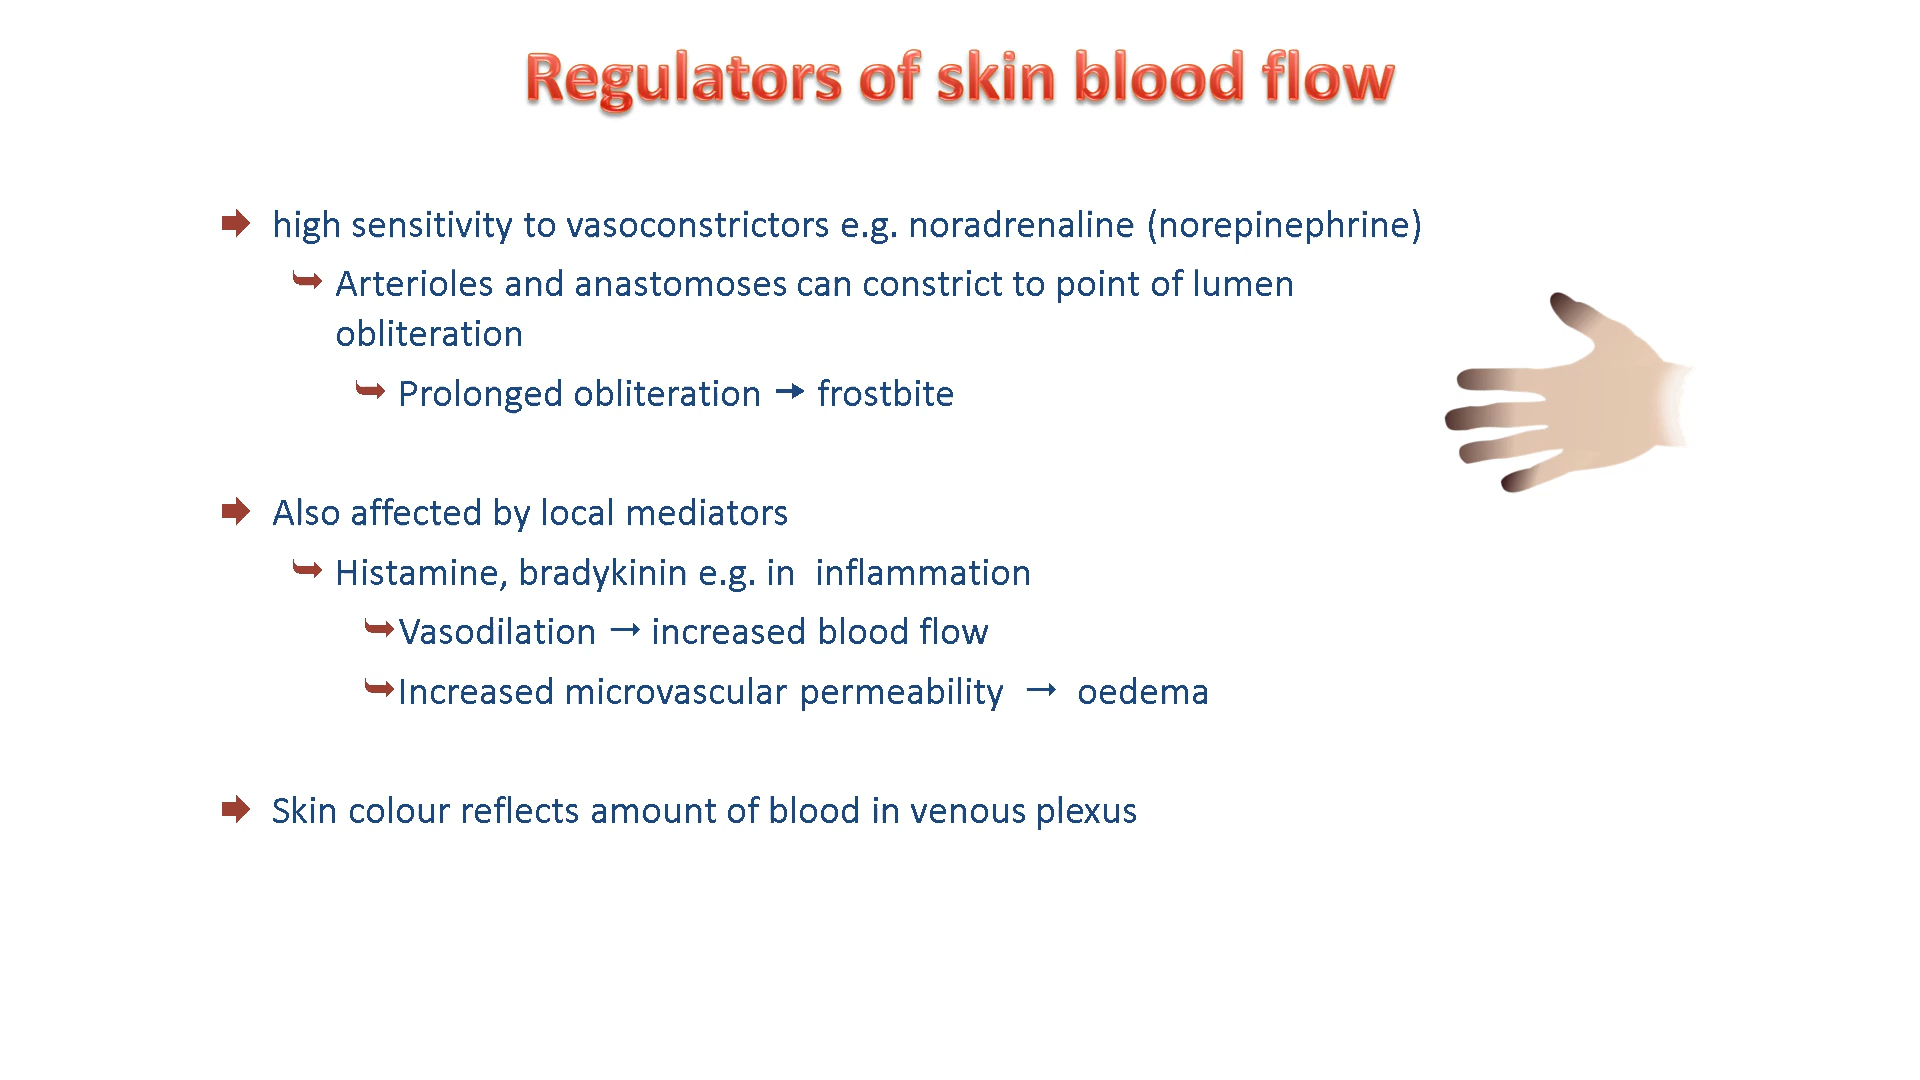 Regulators of skin blood flow
high sensitivity to vasoconstrictors e.g. noradrenaline (norepinephrine)
Arterioles and anastomoses can constrict to point of lumen
obliteration
Prolonged obliteration → frostbite
Also affected by local mediators
Histamine, bradykinin e.g. in inflammation
Vasodilation → increased blood flow
Increased microvascular permeability → oedema
Skin colour reflects amount of blood in venous plexus